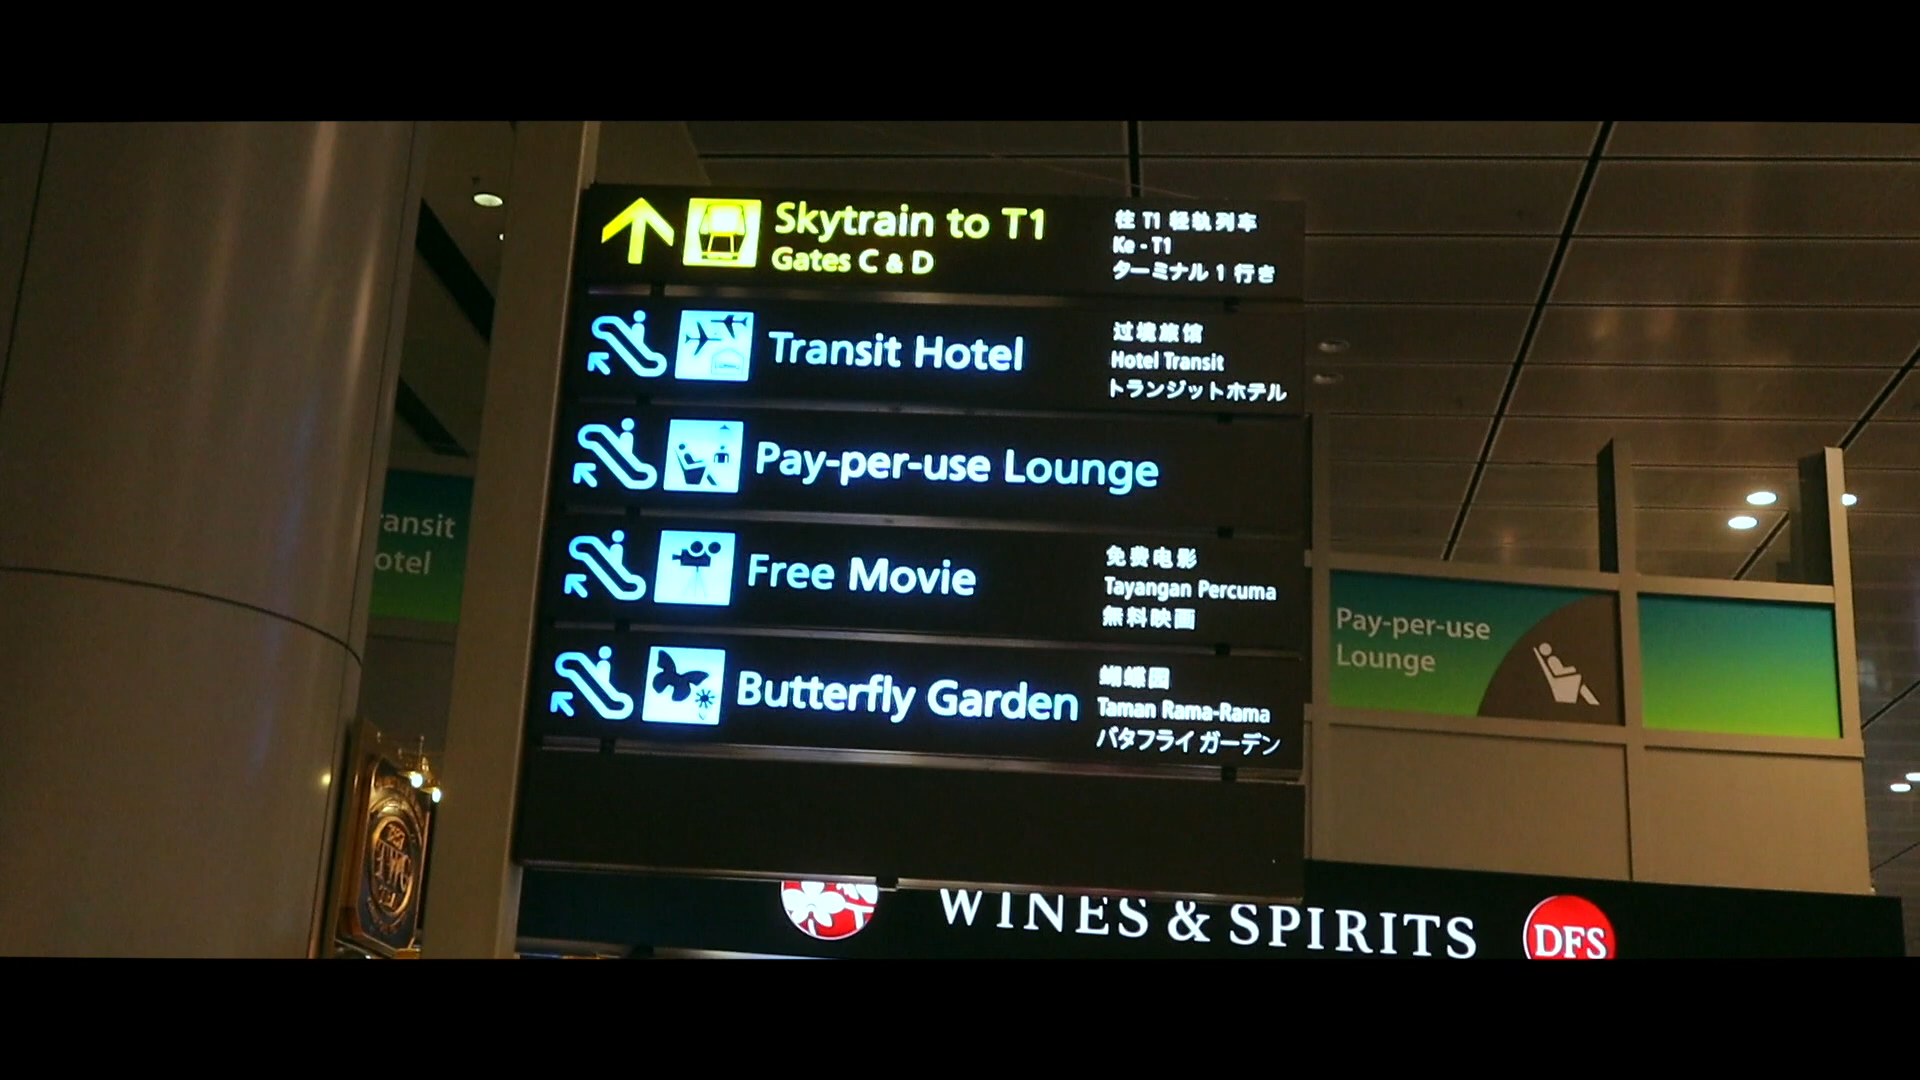 Skytrain to T1
Gates C & D
往 T1 轻轨列车
Ke - T1
ターミナル 1 行き
Transit Hotel
过境旅馆
Hotel Transit
トランジットホテル
Pay-per-use Lounge
Free Movie
免费电影
Tayangan Percuma
無料映画
Butterfly Garden
蝴蝶园
Taman Rama-Rama
バタフライ ガーデン
ansit
otel
Pay-per-use
Lounge
TWG
WINES & SPIRITS
DFS